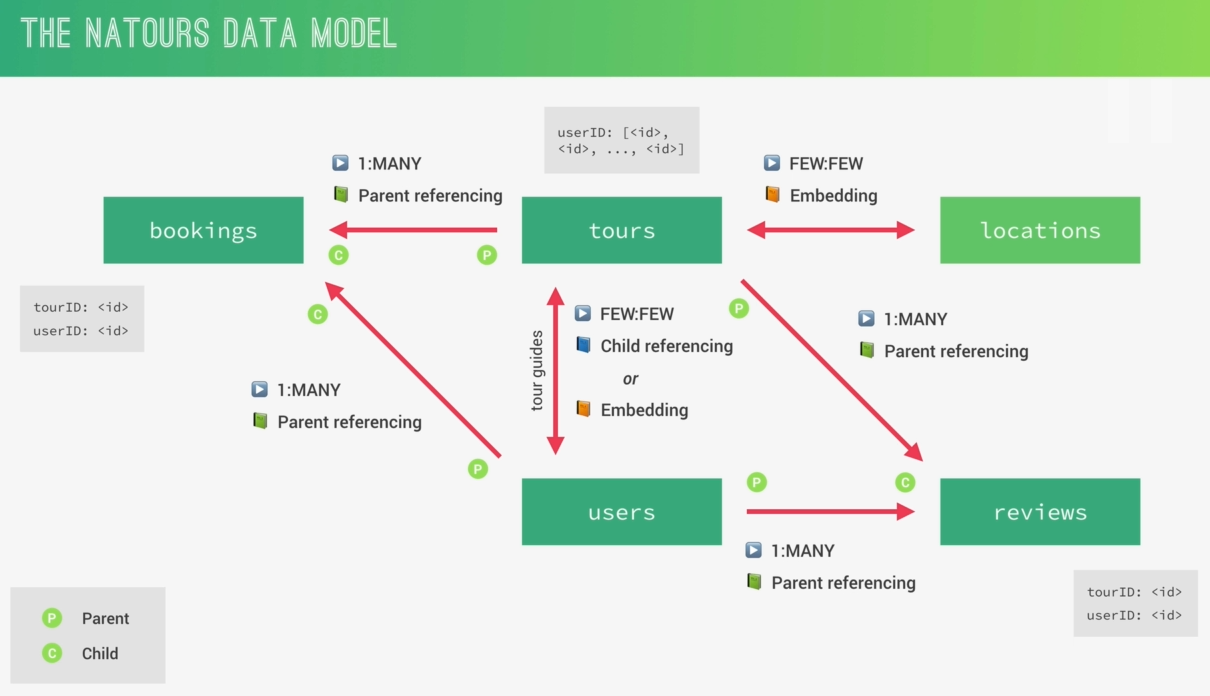 THE NATOURS DATA MODEL
userID: [<id>,
<id>, ..., <id>]
1:MANY
Parent referencing
FEW:FEW
Embedding
bookings
tours
locations
C
P
tourID: <id>
userID: <id>
C
tour guides
FEW:FEW
Child referencing
or
Embedding
P
1:MANY
Parent referencing
1:MANY
Parent referencing
P
P
C
users
reviews
1:MANY
Parent referencing
tourID: <id>
userID: <id>
P Parent
C Child